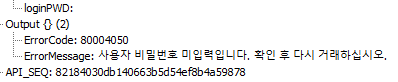 loginPWD:
Output {} (2)
ErrorCode: 80004050
ErrorMessage: 사용자 비밀번호 미입력입니다. 확인 후 다시 거래하십시오.
API_SEQ: 82184030db140663b5d54ef8b4a59878